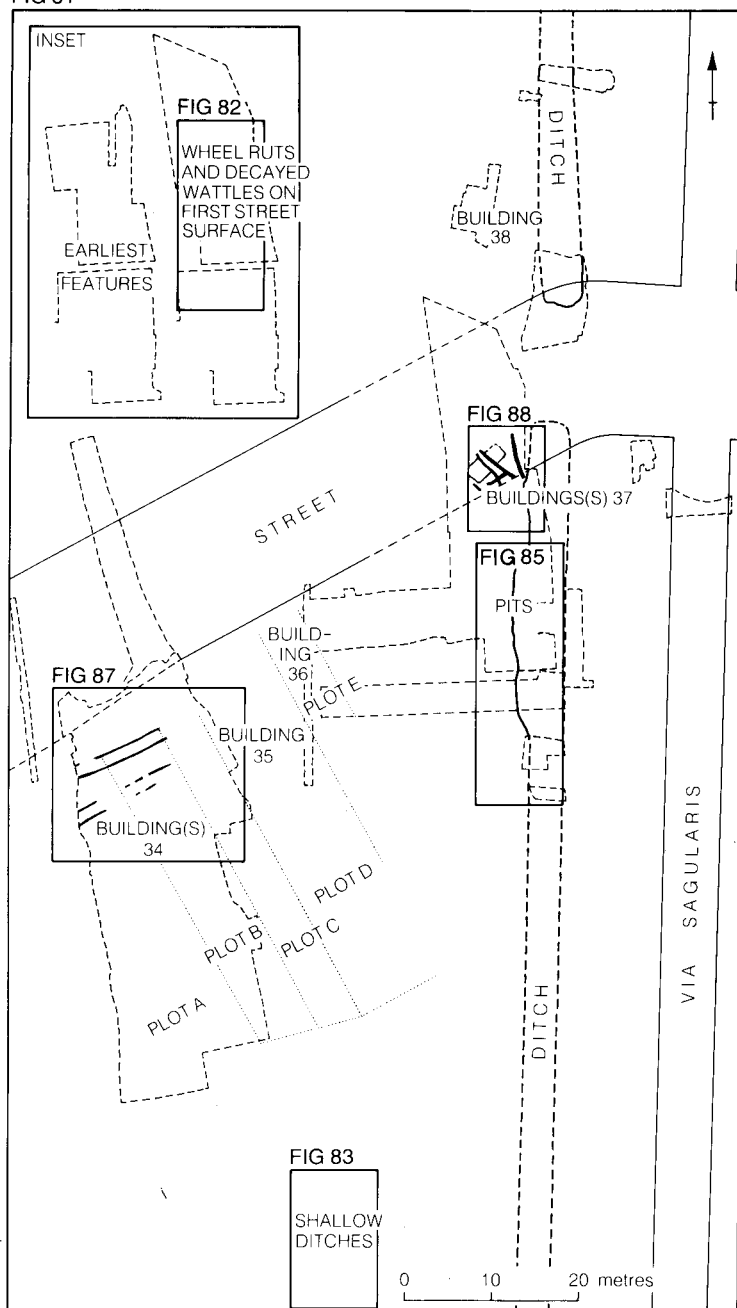 INSET
FIG 82
WHEEL RUTS
AND DECAYED
WATTLES ON
FIRST STREET
SURFACE
EARLIEST
FEATURES
DITCH
BUILDING
38
FIG 88
BUILDINGS(S) 37
STREET
FIG 85
PITS
BUILD-
ING
36
PLOT E
FIG 87
BUILDING
35
BUILDING(S)
34
PLOT D
PLOT B
PLOT C
PLOT A
VIA SAGULARIS
DITCH
FIG 83
SHALLOW
DITCHES
0 10 20 metres